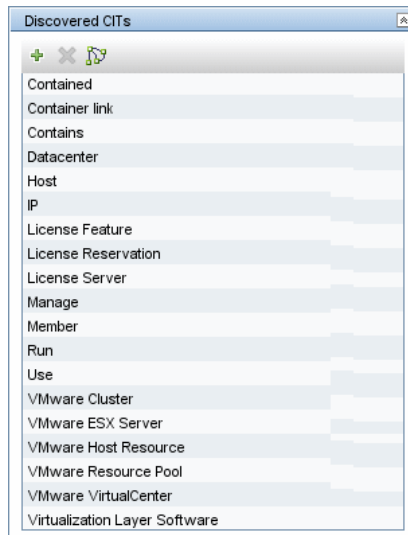 Discovered CITs
Contained
Container link
Contains
Datacenter
Host
IP
License Feature
License Reservation
License Server
Manage
Member
Run
Use
VMware Cluster
VMware ESX Server
VMware Host Resource
VMware Resource Pool
VMware VirtualCenter
Virtualization Layer Software